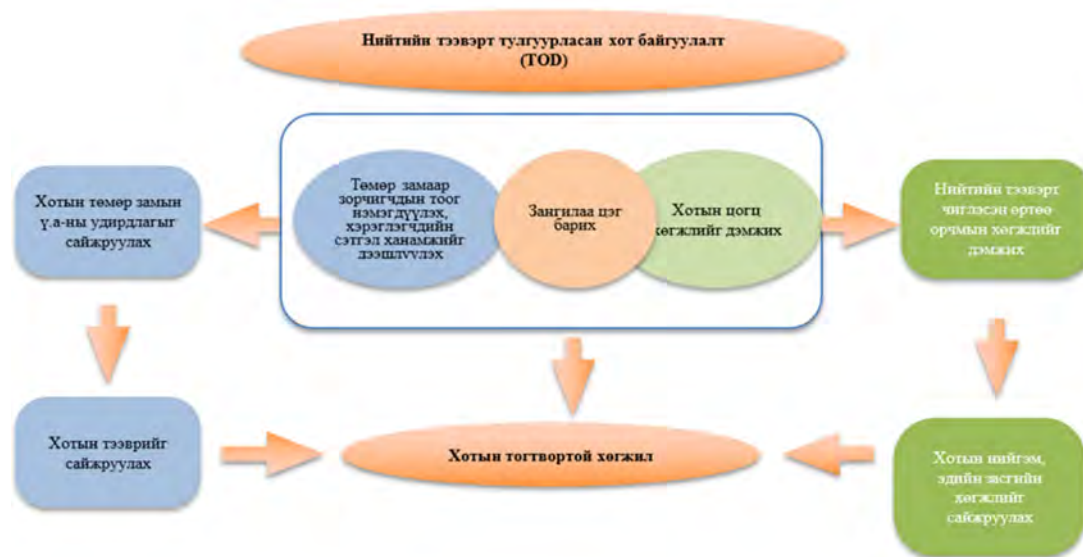 Нийтийн тээвэрт тулгуурласан хот байгуулалт
(TOD)
Хотын төмөр замын
ү.а-ны удирдлагыг
сайжруулах
Төмөр замаар
зорчигчдын тоог
нэмэгдүүлэх,
хэрэглэгчдийн
сэтгэл ханамжийг
дээшлүүлэх
Зангилаа цэг
барих
Хотын цогц
хөгжлийг дэмжих
Нийтийн тээвэрт
чиглэсэн өртөө
орчмын хөгжлийг
дэмжих
Хотын тээврийг
сайжруулах
Хотын тогтвортой хөгжил
Хотын нийгэм,
эдийн засгийн
хөгжлийг
сайжруулах